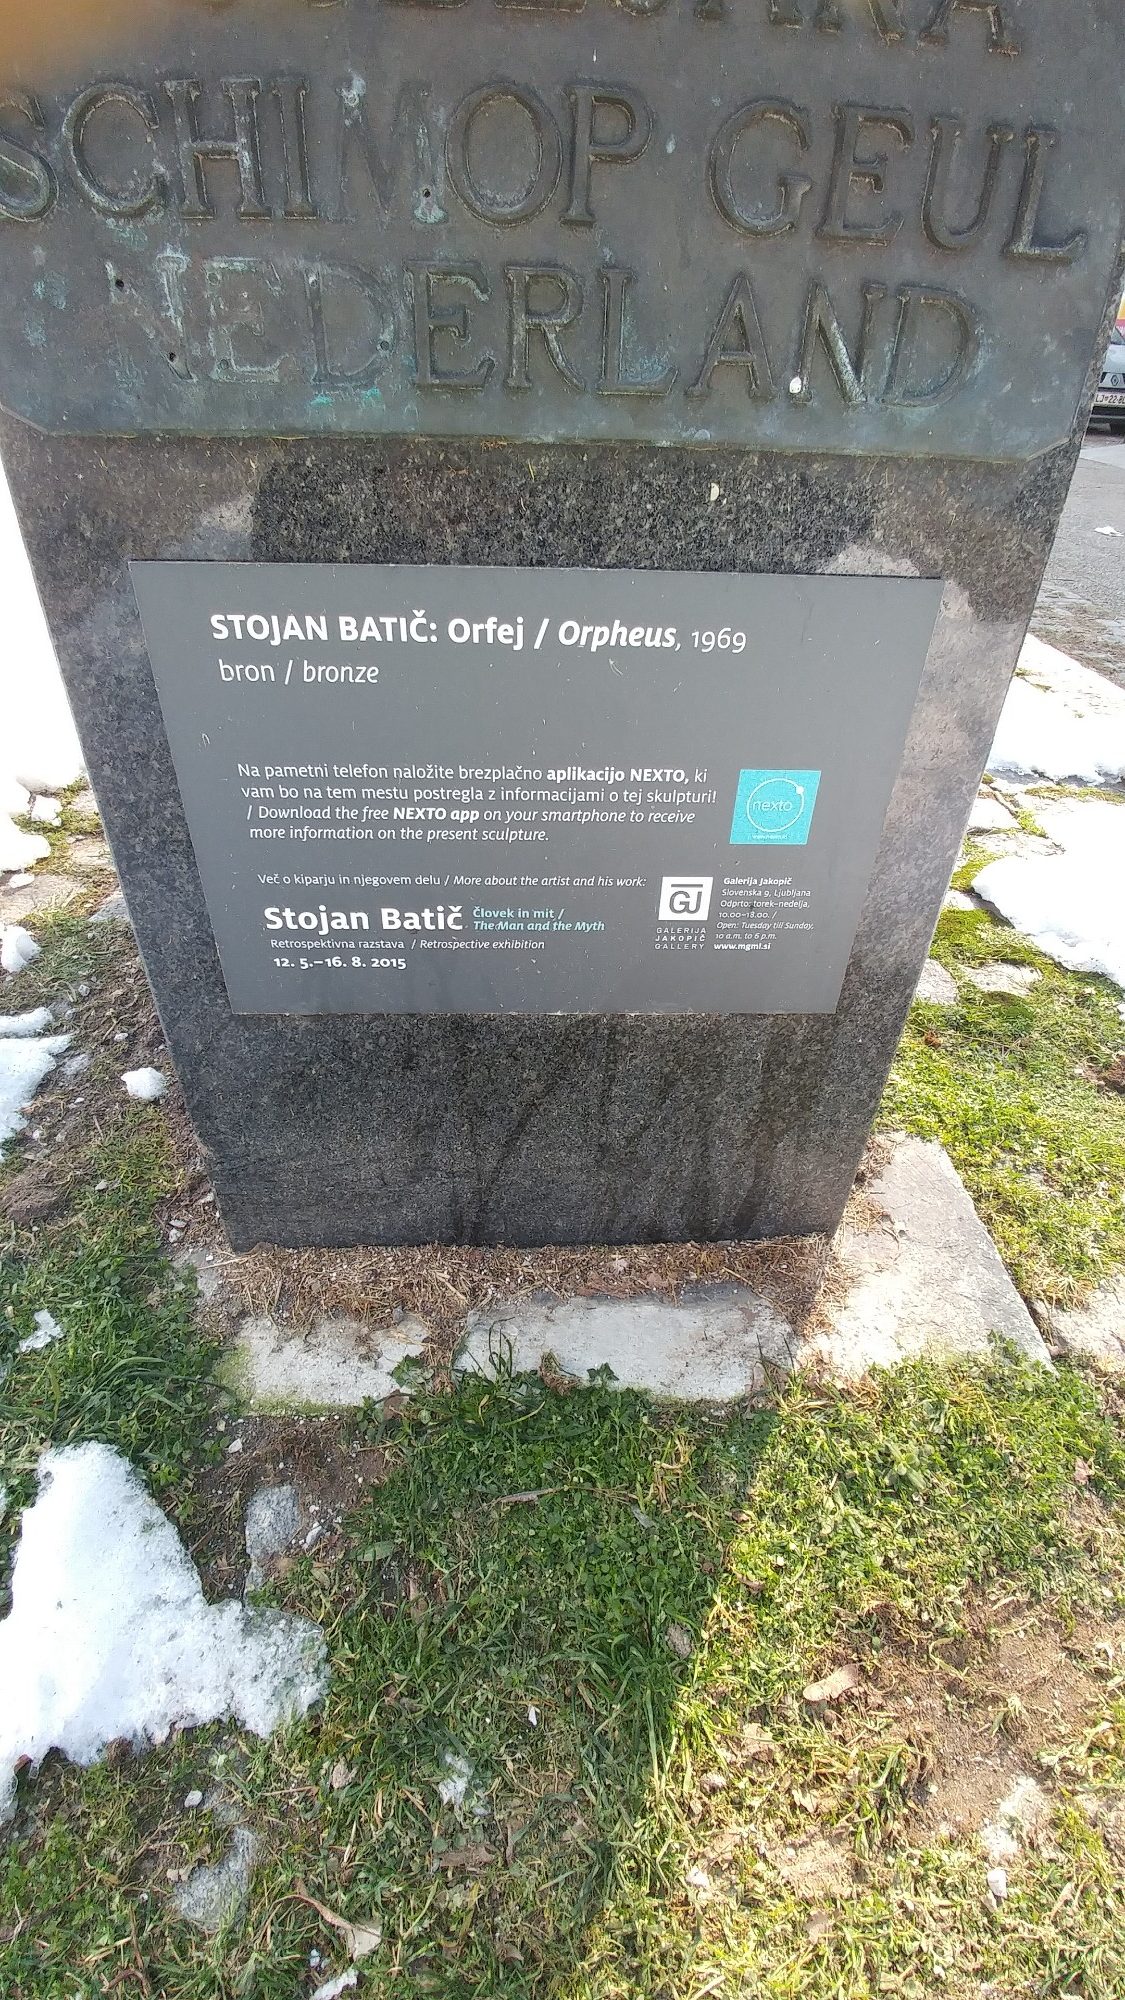 SCHIMOP GEUL
NEDERLAND
STOJAN BATIČ: Orfej / Orpheus, 1969
bron / bronze
Na pametni telefon naložite brezplačno aplikacijo NEXTO, ki
vam bo na tem mestu postregla z informacijami o tej skulpturi!
/ Download the free NEXTO app on your smartphone to receive
more information on the present sculpture.
nexto
Več o kiparju in njegovem delu / More about the artist and his work:
Stojan Batič
Človek in mit /
The Man and the Myth
Retrospektivna razstava / Retrospective exhibition
12. 5.–16. 8. 2015
GJ
GALERIJA
JAKOPIČ
GALLERY
Galerija Jakopič
Slovenska 9, Ljubljana
Odprto: torek–nedelja,
10.00–18.00. /
Open: Tuesday till Sunday,
10 a.m. to 6 p.m.
www.mgml.si